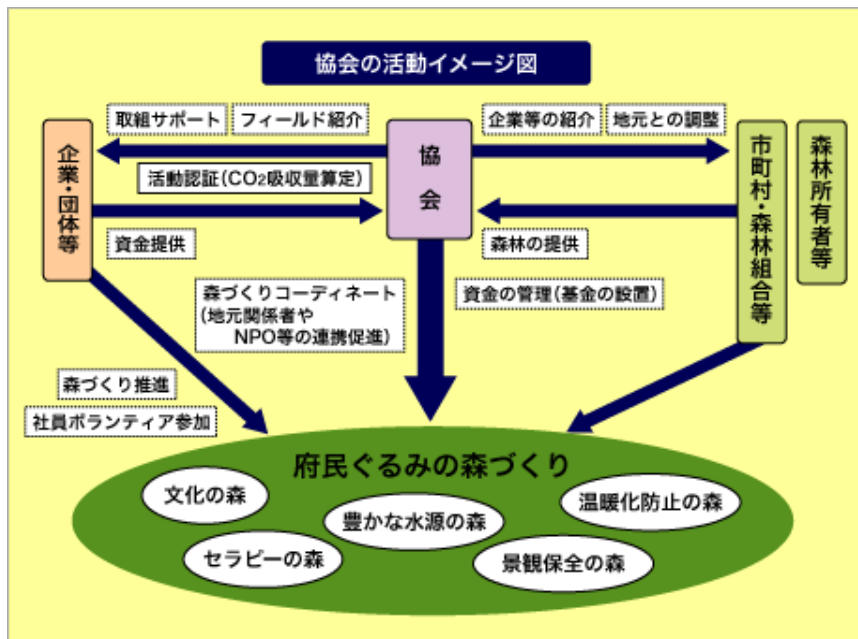 協会の活動イメージ図
取組サポート
フィールド紹介
企業等の紹介
地元との調整
企業・団体等
協会
市町村・森林組合等
森林所有者等
活動認証(CO2吸収量算定)
資金提供
森林の提供
森づくりコーディネート
(地元関係者や
NPO等の連携促進)
資金の管理(基金の設置)
森づくり推進
社員ボランティア参加
府民ぐるみの森づくり
文化の森
豊かな水源の森
温暖化防止の森
セラピーの森
景観保全の森